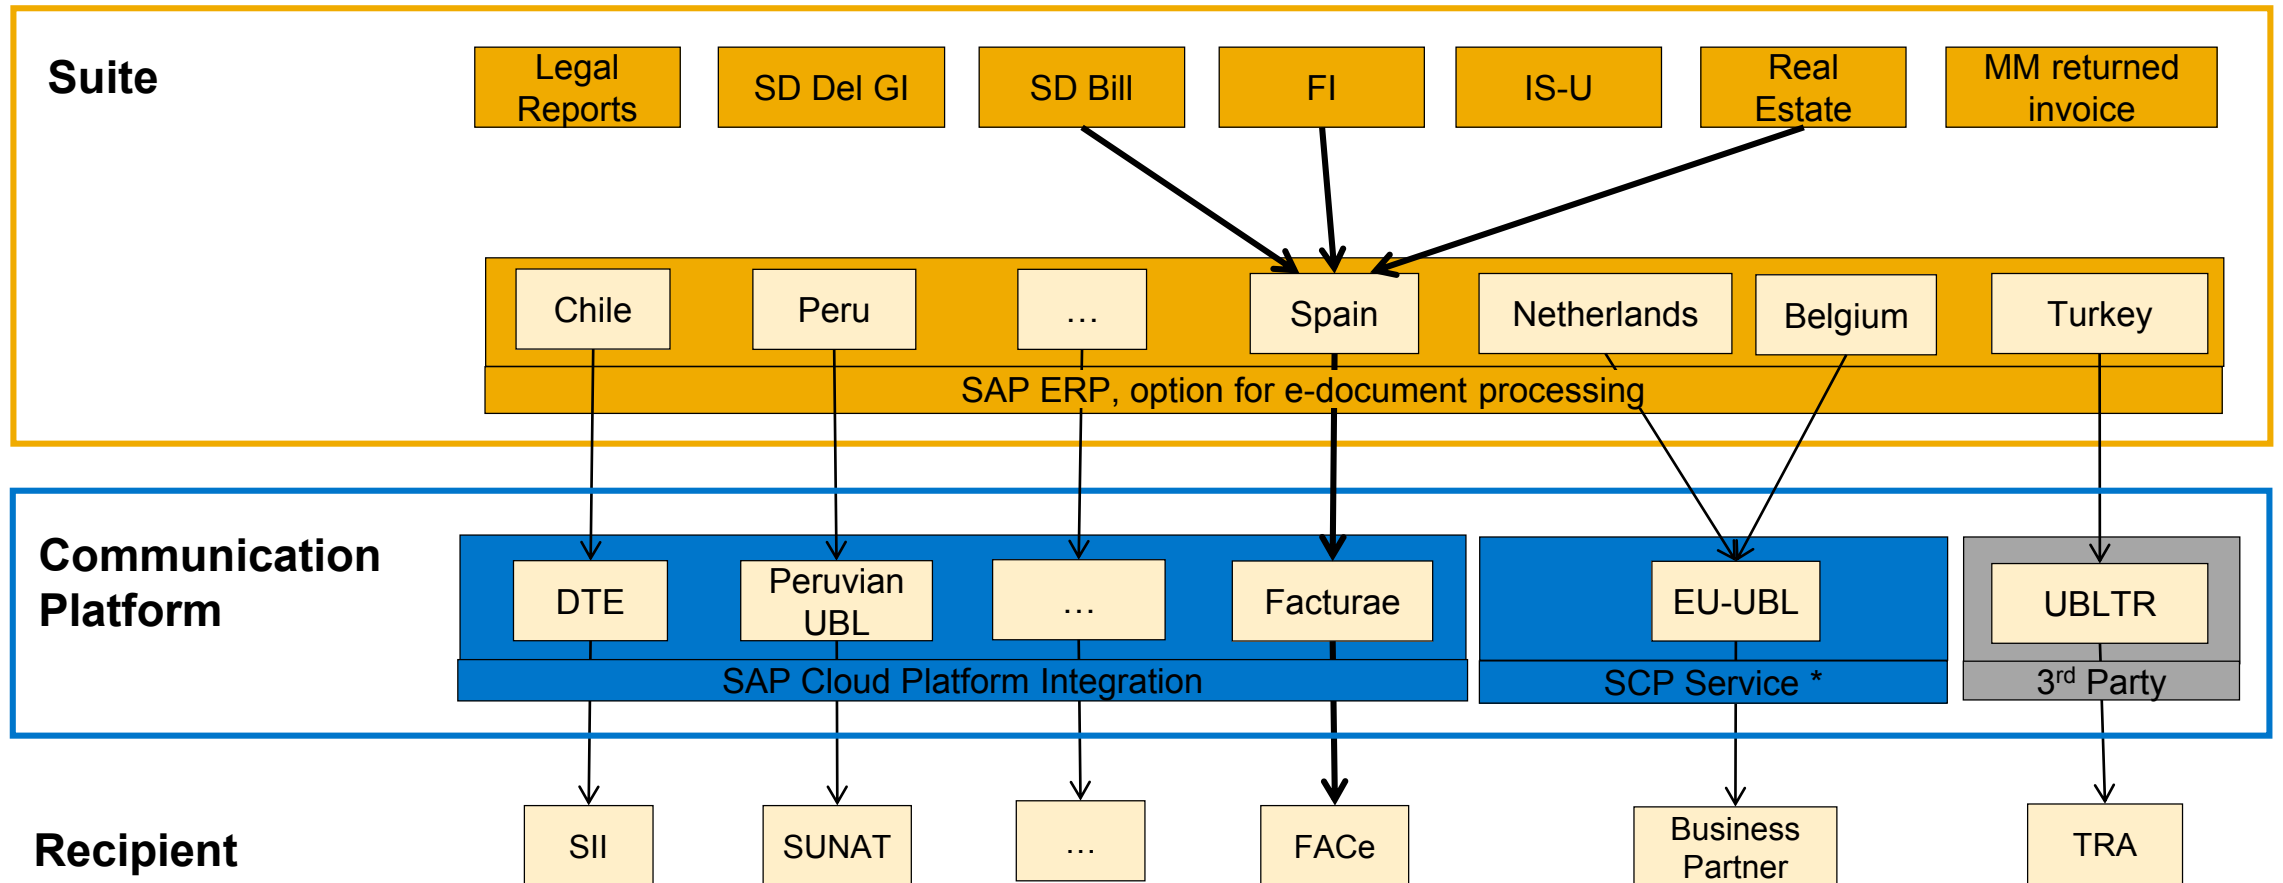 Suite
Legal
Reports
SD Del GI
SD Bill
FI
IS-U
Real
Estate
MM returned
invoice
Chile
Peru
…
Spain
Netherlands
Belgium
Turkey
SAP ERP, option for e-document processing
Communication
Platform
DTE
Peruvian
UBL
…
Facturae
EU-UBL
UBLTR
SAP Cloud Platform Integration
SCP Service *
3rd Party
Recipient
SII
SUNAT
…
FACe
Business
Partner
TRA